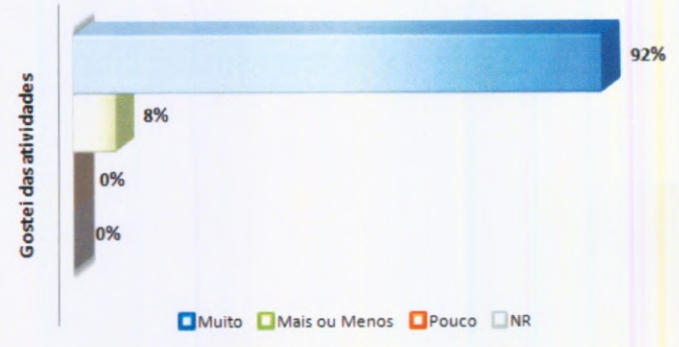 92%
8%
0%
0%
Gostei das atividades
Muito Mais ou Menos Pouco NR